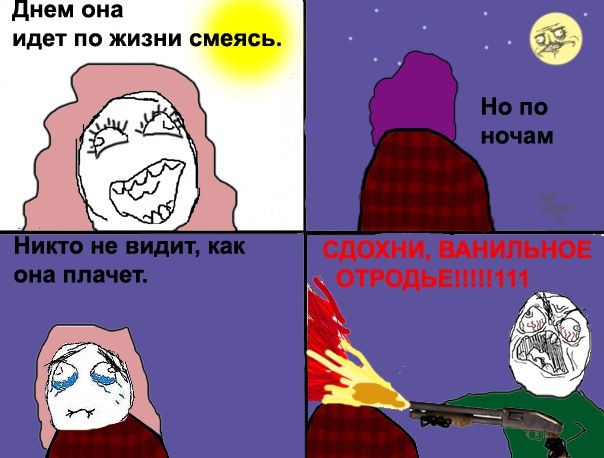 Днем она
идет по жизни смеясь.
Но по
ночам
Никто не видит, как
она плачет.
СДОХНИ, ВАНИЛЬНОЕ
ОТРОДЬЕ!!!!!111